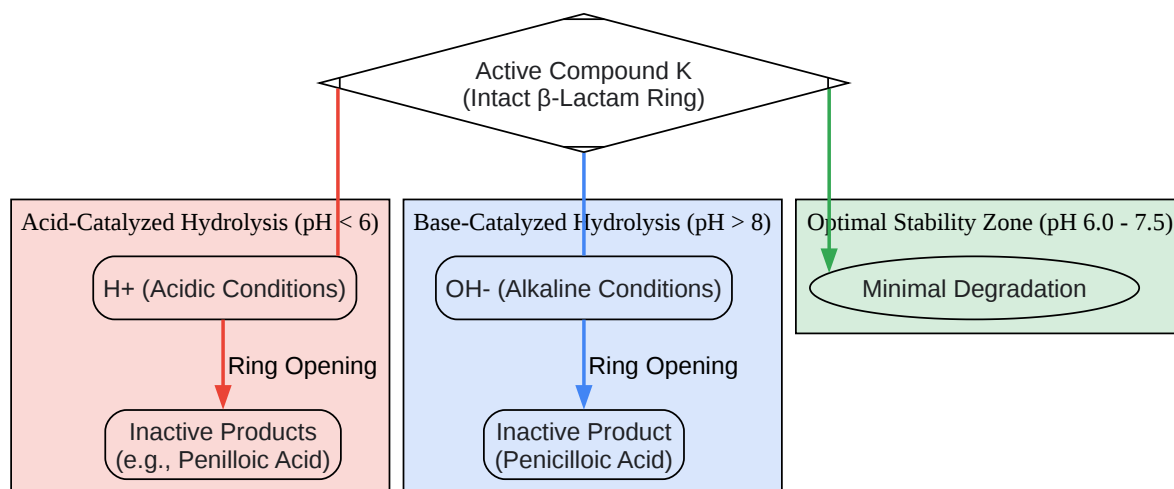 Active Compound K
(Intact β-Lactam Ring)
Acid-Catalyzed Hydrolysis (pH < 6)
H+ (Acidic Conditions)
Ring Opening
Inactive Products
(e.g., Penilloic Acid)
Base-Catalyzed Hydrolysis (pH > 8)
OH- (Alkaline Conditions)
Ring Opening
Inactive Product
(Penicilloic Acid)
Optimal Stability Zone (pH 6.0 - 7.5)
Minimal Degradation